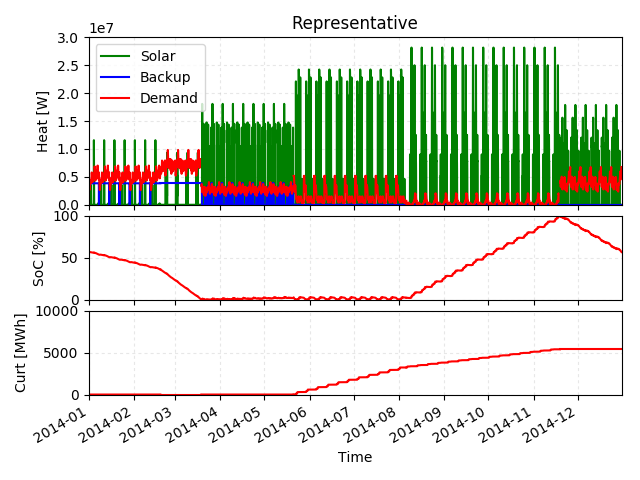 Representative
1e7
3.0
2.5
2.0
1.5
1.0
0.5
0.0
Heat [W]
Solar
Backup
Demand
100
50
0
SoC [%]
10000
5000
0
Curt [MWh]
2014-01
2014-02
2014-03
2014-04
2014-05
2014-06
2014-07
2014-08
2014-09
2014-10
2014-11
2014-12
Time